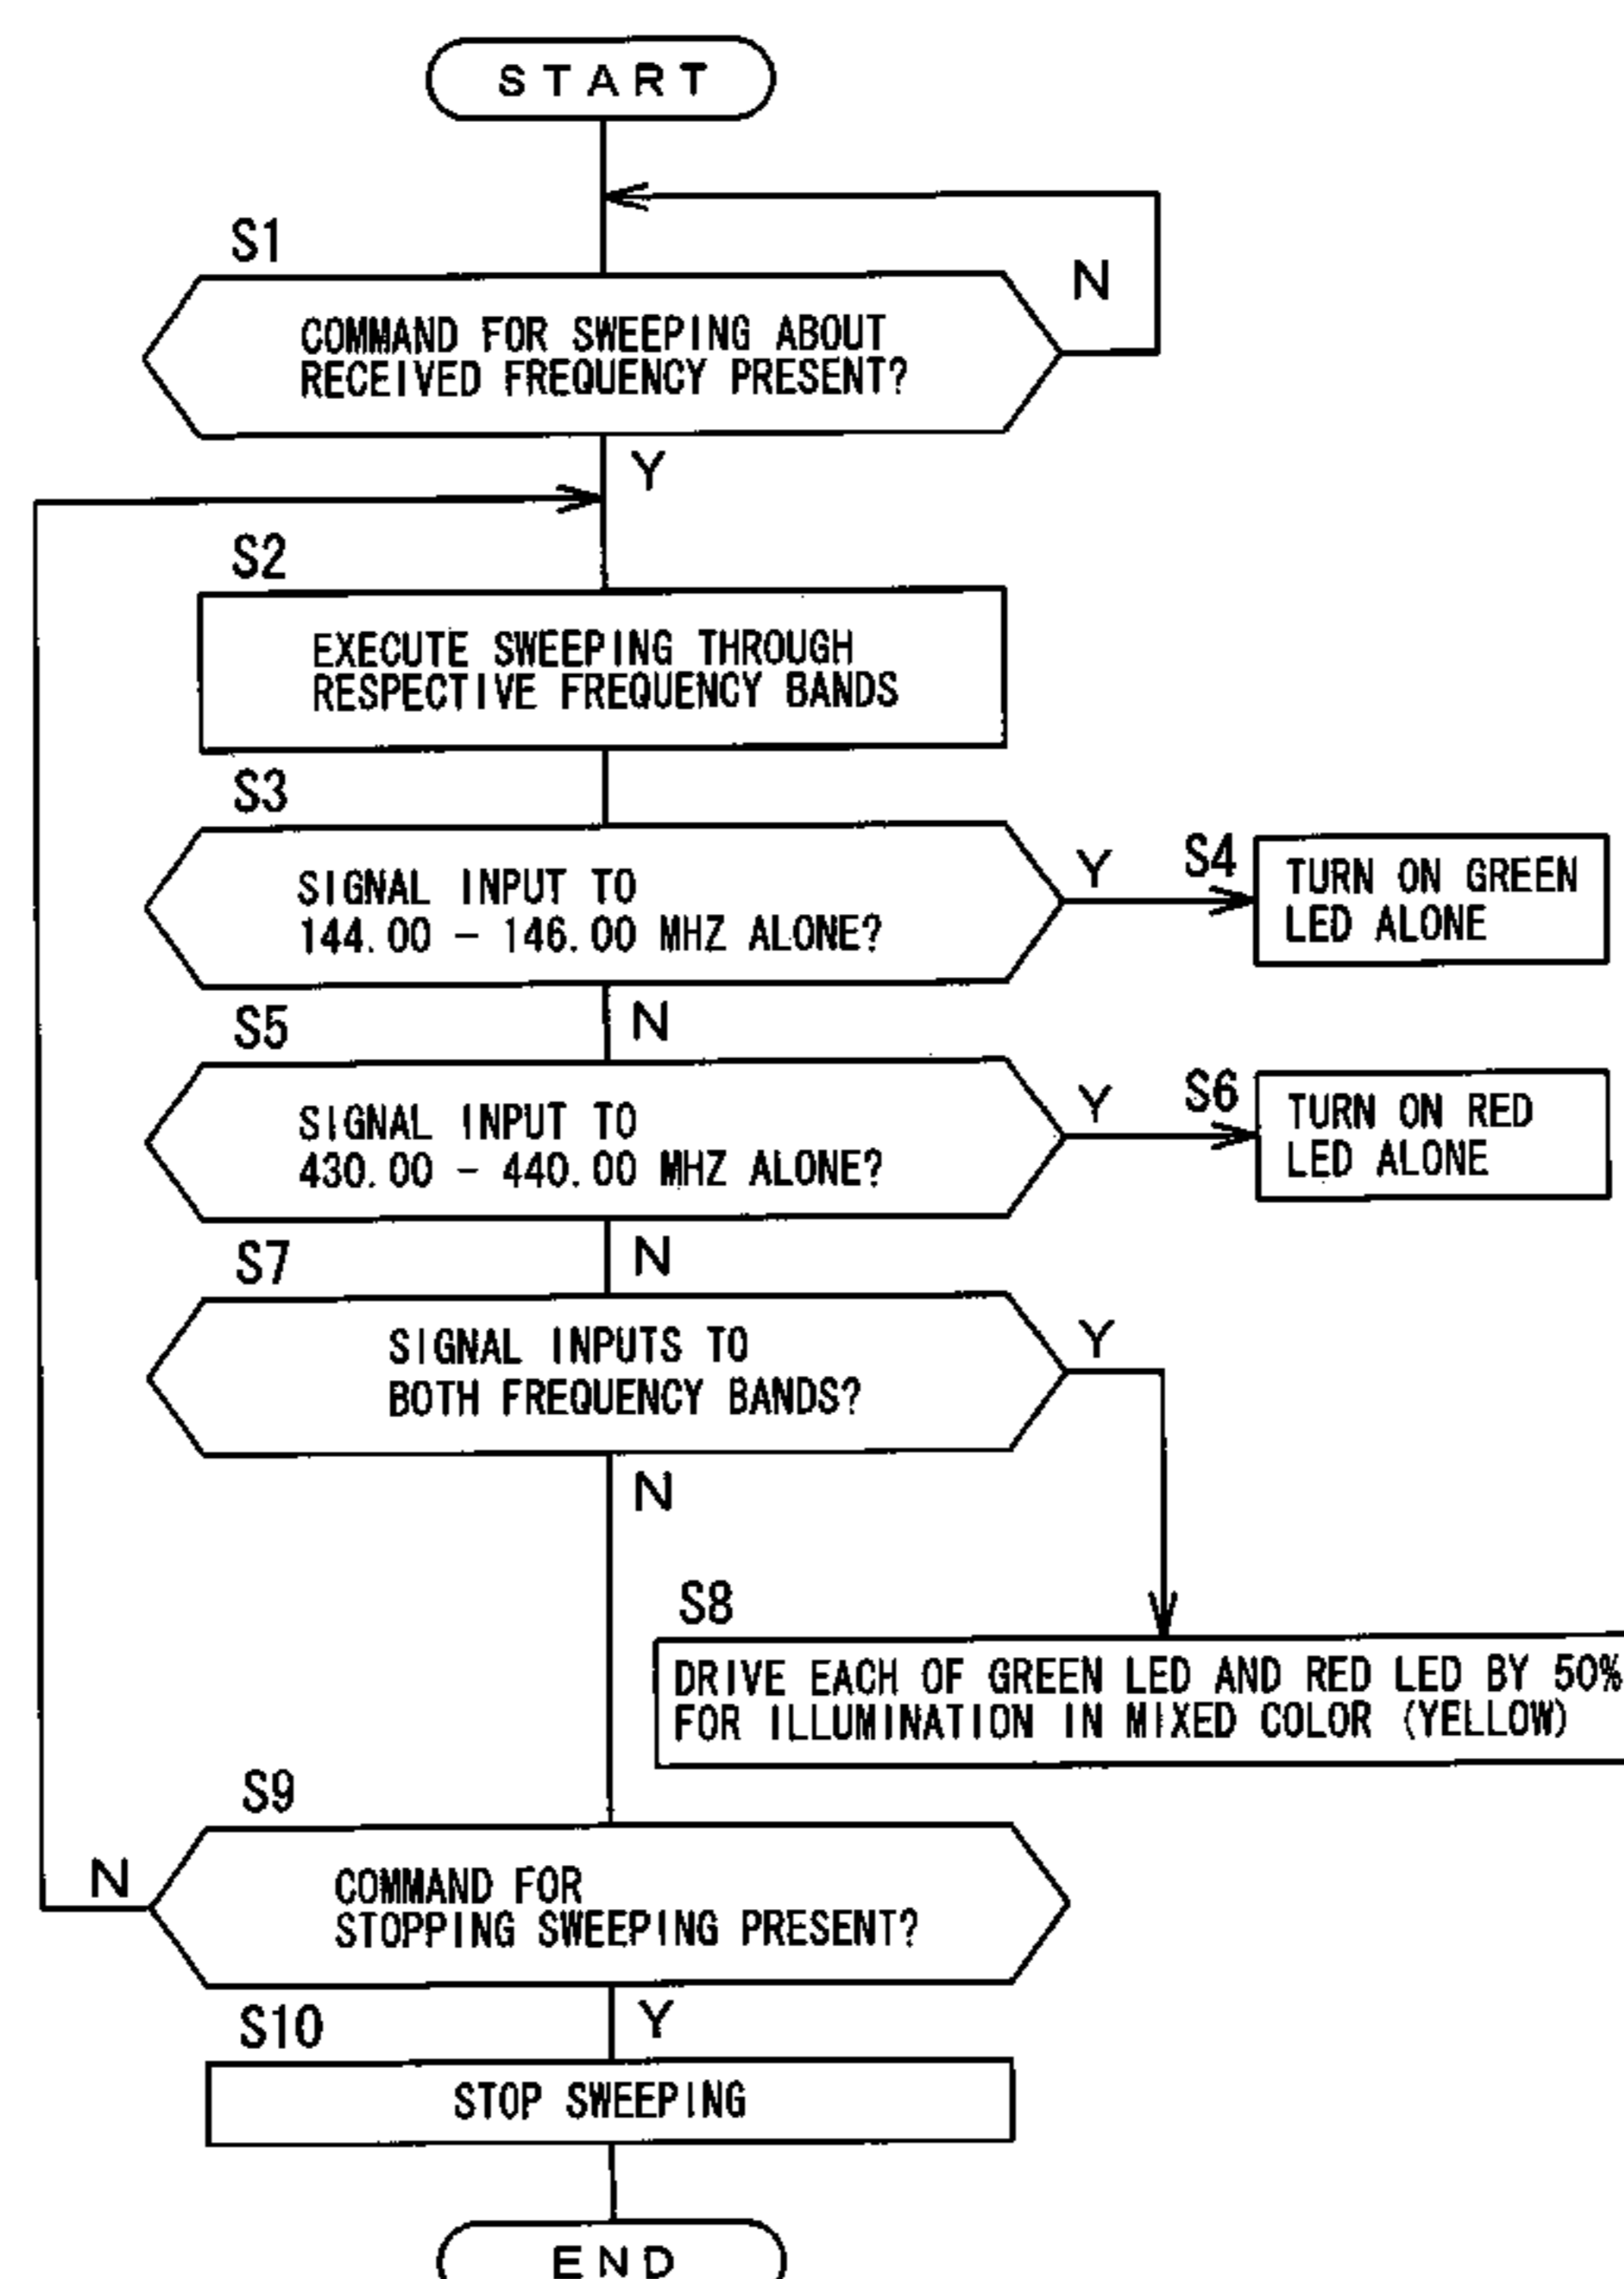 START
S1
N
COMMAND FOR SWEEPING ABOUT
RECEIVED FREQUENCY PRESENT?
Y
S2
EXECUTE SWEEPING THROUGH
RESPECTIVE FREQUENCY BANDS
S3
SIGNAL INPUT TO
144.00 - 146.00 MHZ ALONE?
Y
S4
TURN ON GREEN
LED ALONE
N
S5
SIGNAL INPUT TO
430.00 - 440.00 MHZ ALONE?
Y
S6
TURN ON RED
LED ALONE
N
S7
SIGNAL INPUTS TO
BOTH FREQUENCY BANDS?
Y
N
S8
DRIVE EACH OF GREEN LED AND RED LED BY 50%
FOR ILLUMINATION IN MIXED COLOR (YELLOW)
S9
N
COMMAND FOR
STOPPING SWEEPING PRESENT?
Y
S10
STOP SWEEPING
END